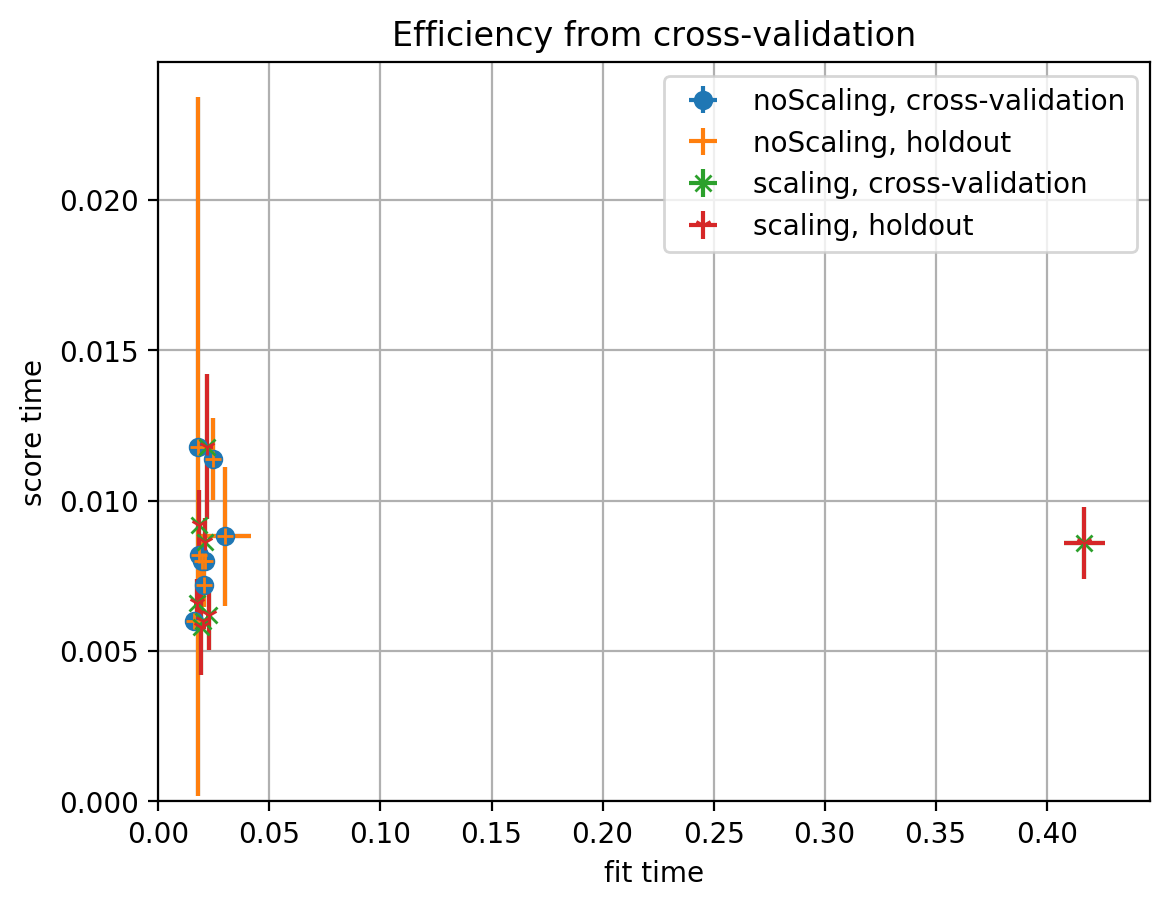 Efficiency from cross-validation
noScaling, cross-validation
noScaling, holdout
scaling, cross-validation
scaling, holdout
score time
0.020
0.015
0.010
0.005
0.000
0.00 0.05 0.10 0.15 0.20 0.25 0.30 0.35 0.40
fit time